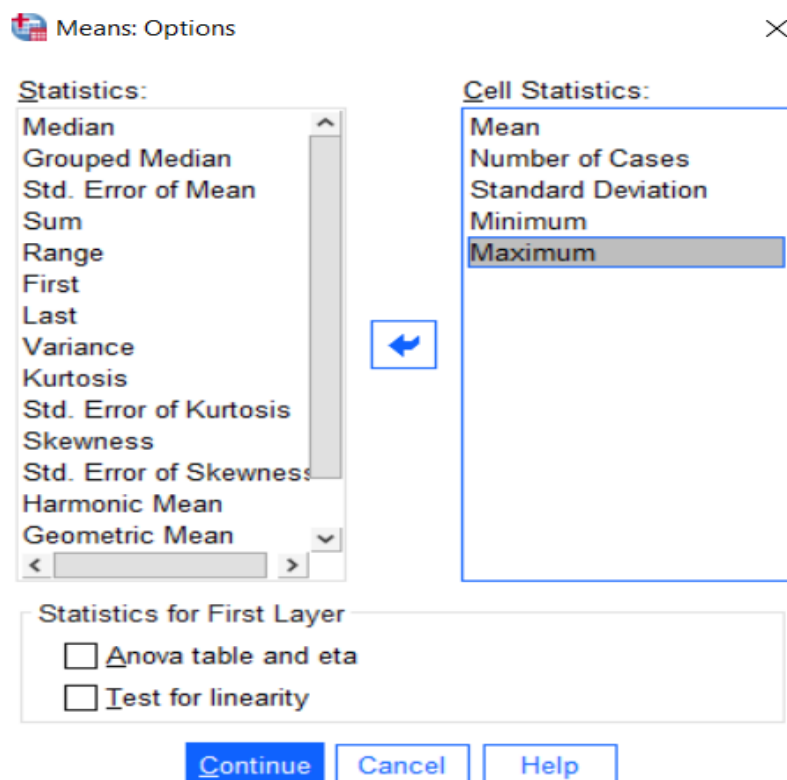 Means: Options
Statistics:
Median
Grouped Median
Std. Error of Mean
Sum
Range
First
Last
Variance
Kurtosis
Std. Error of Kurtosis
Skewness
Std. Error of Skewness
Harmonic Mean
Geometric Mean
Cell Statistics:
Mean
Number of Cases
Standard Deviation
Minimum
Maximum
Statistics for First Layer
Anova table and eta
Test for linearity
Continue
Cancel
Help